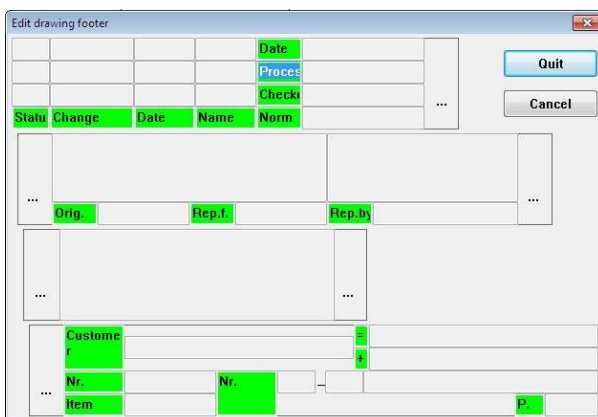 Edit drawing footer
Date
Proces
Quit
Check
...
Cancel
Statu Change Date Name Norm
...
...
Orig. Rep.f. Rep.by
...
...
Custome
r
=
+
...
Nr. Nr. –
Item P.